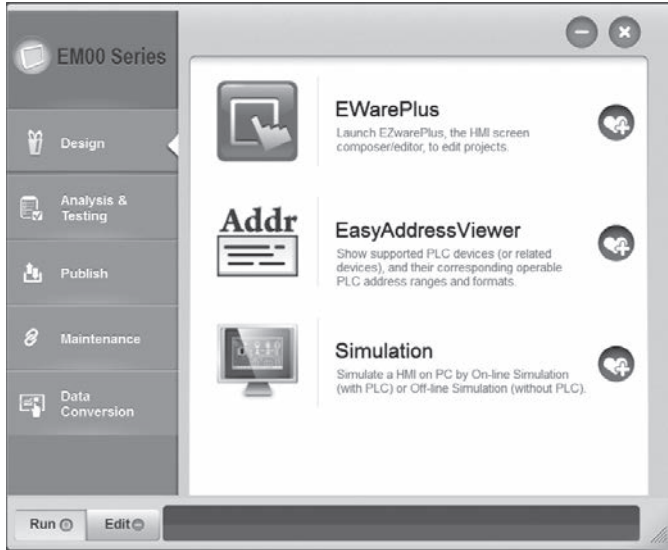 EM00 Series
Design
Analysis &
Testing
Publish
Maintenance
Data
Conversion
EWarePlus
Launch EZwarePlus, the HMI screen
composer/editor, to edit projects.
Addr
EasyAddressViewer
Show supported PLC devices (or related
devices), and their corresponding operable
PLC address ranges and formats.
Simulation
Simulate a HMI on PC by On-line Simulation
(with PLC) or Off-line Simulation (without PLC).
Run
Edit